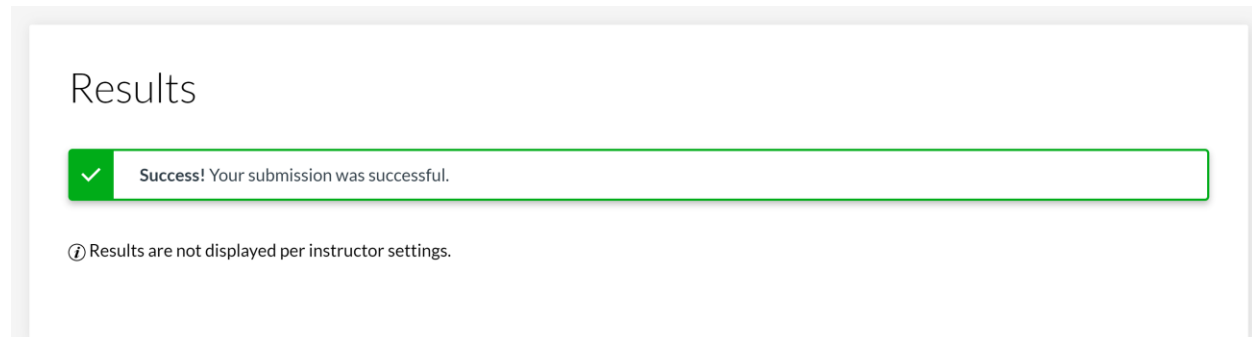 Results
Success! Your submission was successful.
Results are not displayed per instructor settings.